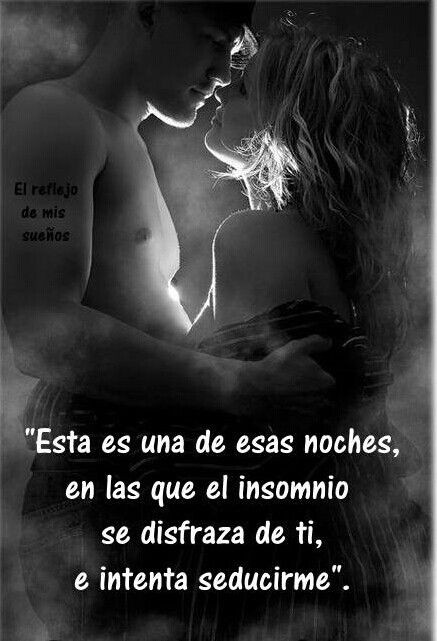 El reflejo
de mis
sueños
"Esta es una de esas noches,
en las que el insomnio
se disfraza de ti,
e intenta seducirme".